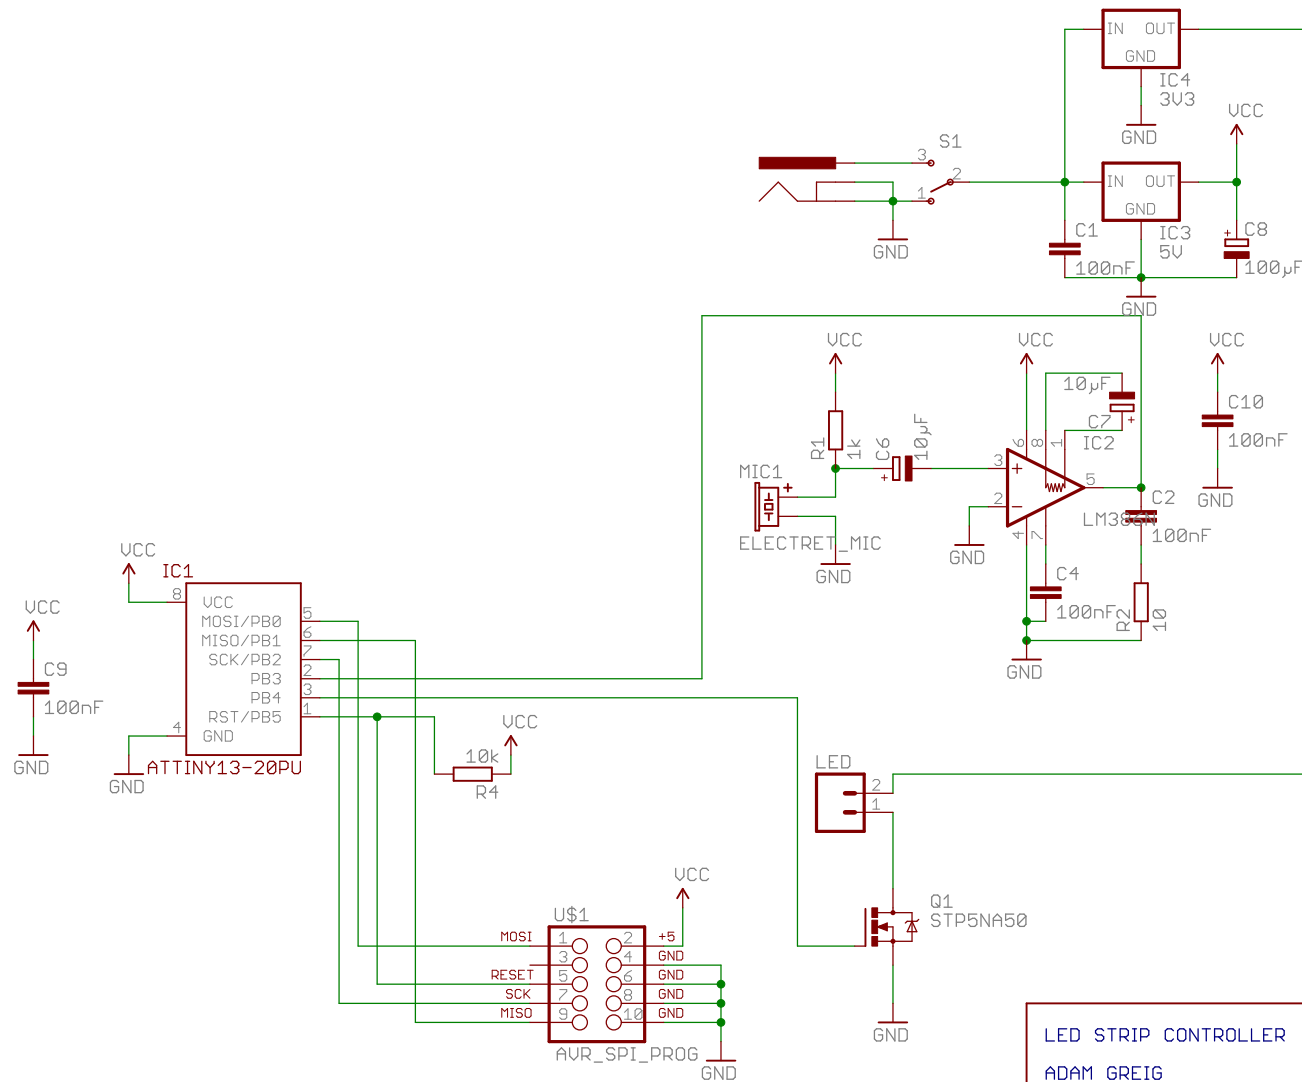 IN OUT
GND
IC4
3V3
GND
VCC
S1
3
2
1
GND
IN OUT
GND
IC3
5V
C1
100nF
C8
+
100µF
GND
VCC
R1
1k
C6
+
10µF
MIC1
+
ELECTRET_MIC
GND
VCC
10µF
C7
+
IC2
6
8
1
3
+
2
-
5
4
7
LM386N
GND
C4
100nF
GND
C2
100nF
R2
10
VCC
C10
100nF
GND
VCC
C9
100nF
GND
VCC
IC1
8
VCC
MOSI/PB0 5
MISO/PB1 6
SCK/PB2 7
PB3 2
PB4 3
RST/PB5 1
4
GND
ATTINY13-20PU
GND
10k
R4
VCC
LED
2
1
Q1
STP5NA50
GND
VCC
U$1
MOSI 1 2 +5
3 4 GND
RESET 5 6 GND
SCK 7 8 GND
MISO 9 10 GND
AVR_SPI_PROG
GND
LED STRIP CONTROLLER
ADAM GREIG